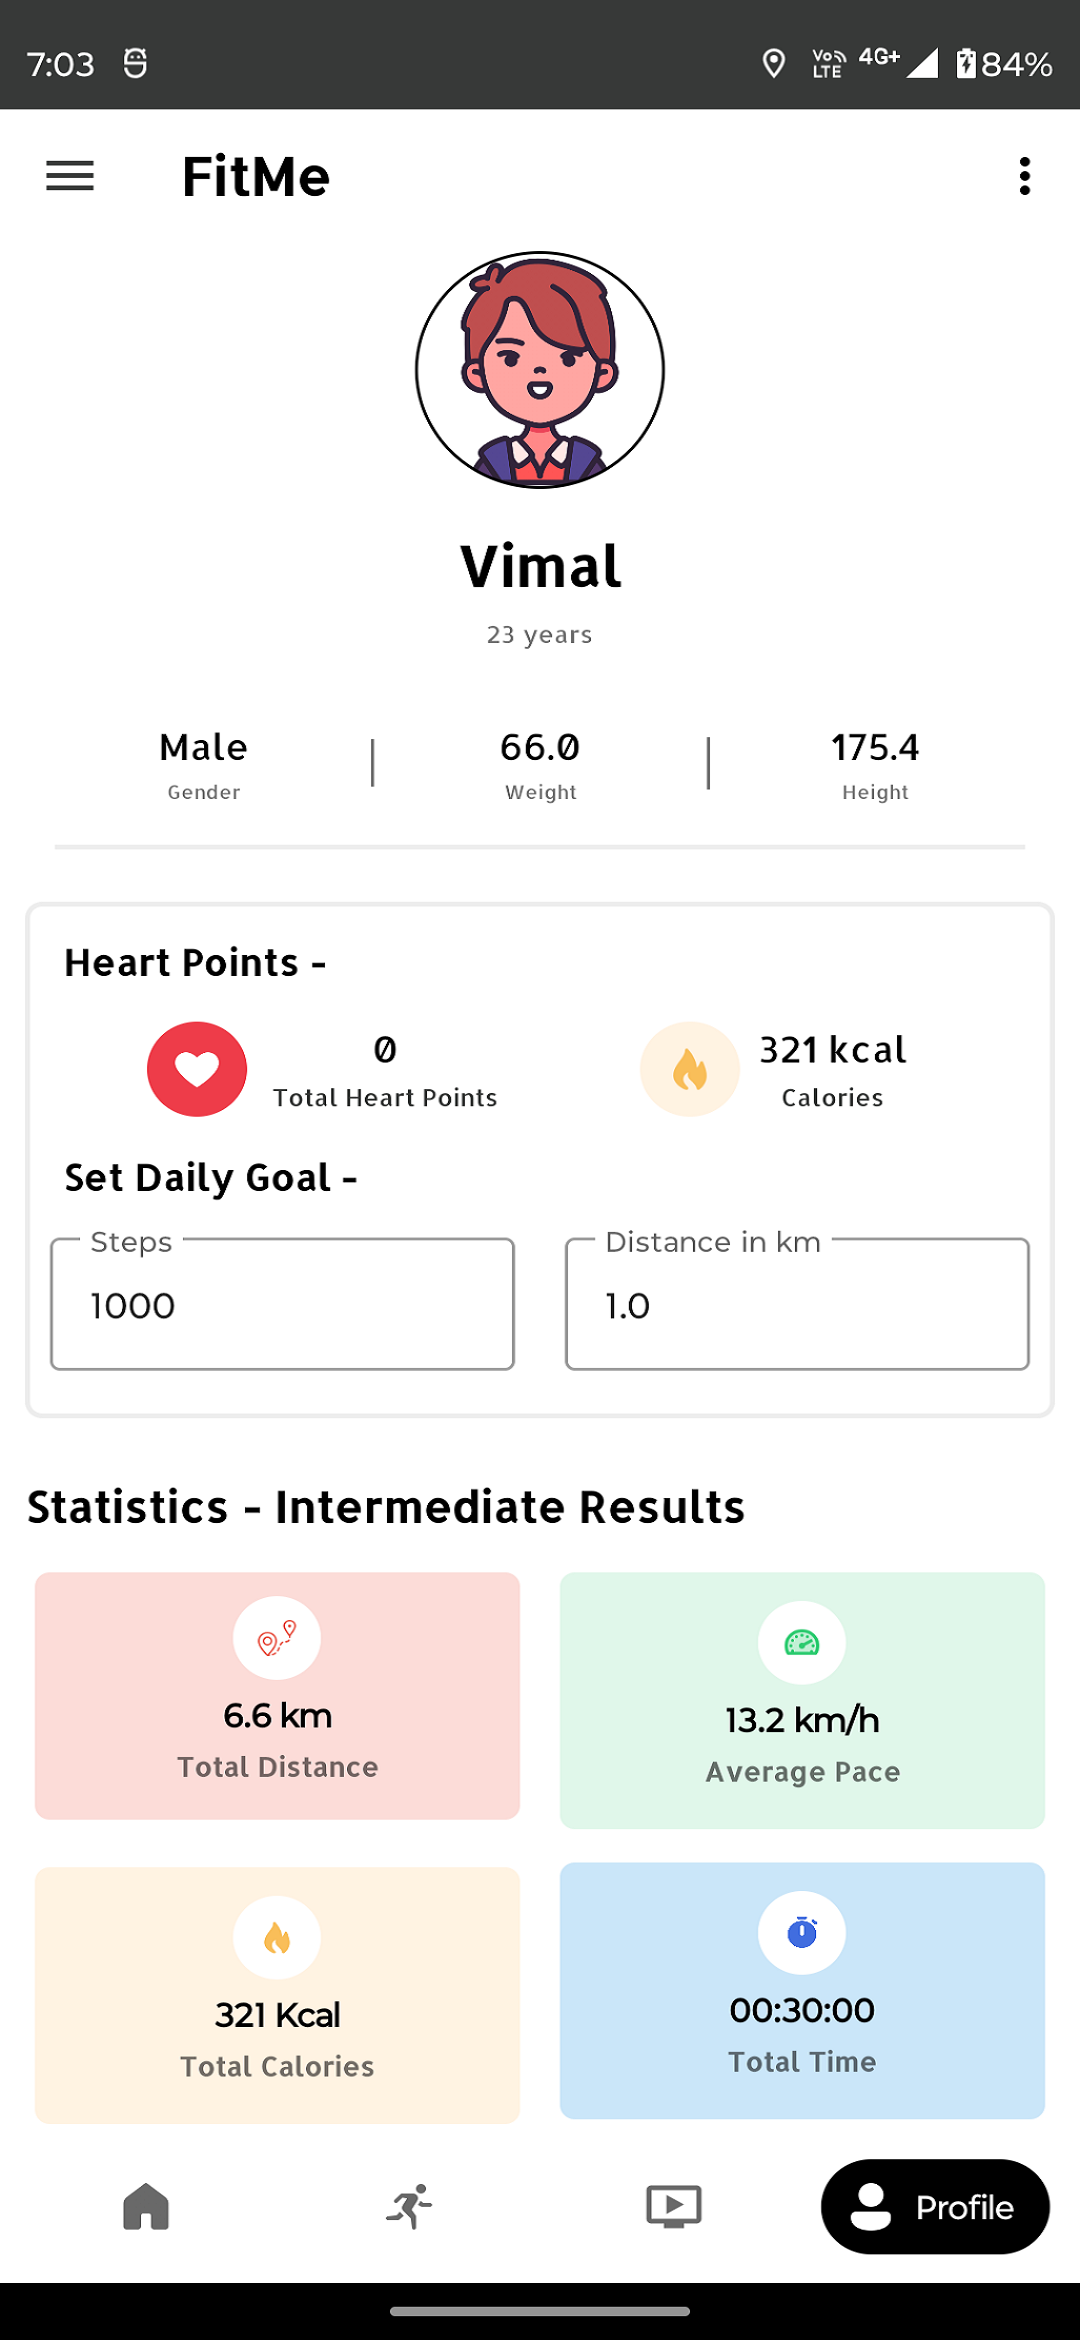 7:03 VoLTE 4G+ 84%
FitMe
Vimal
23 years
Male 66.0 175.4
Gender Weight Height
Heart Points -
0 321 kcal
Total Heart Points Calories
Set Daily Goal -
Steps Distance in km
1000 1.0
Statistics - Intermediate Results
6.6 km 13.2 km/h
Total Distance Average Pace
321 Kcal 00:30:00
Total Calories Total Time
Profile